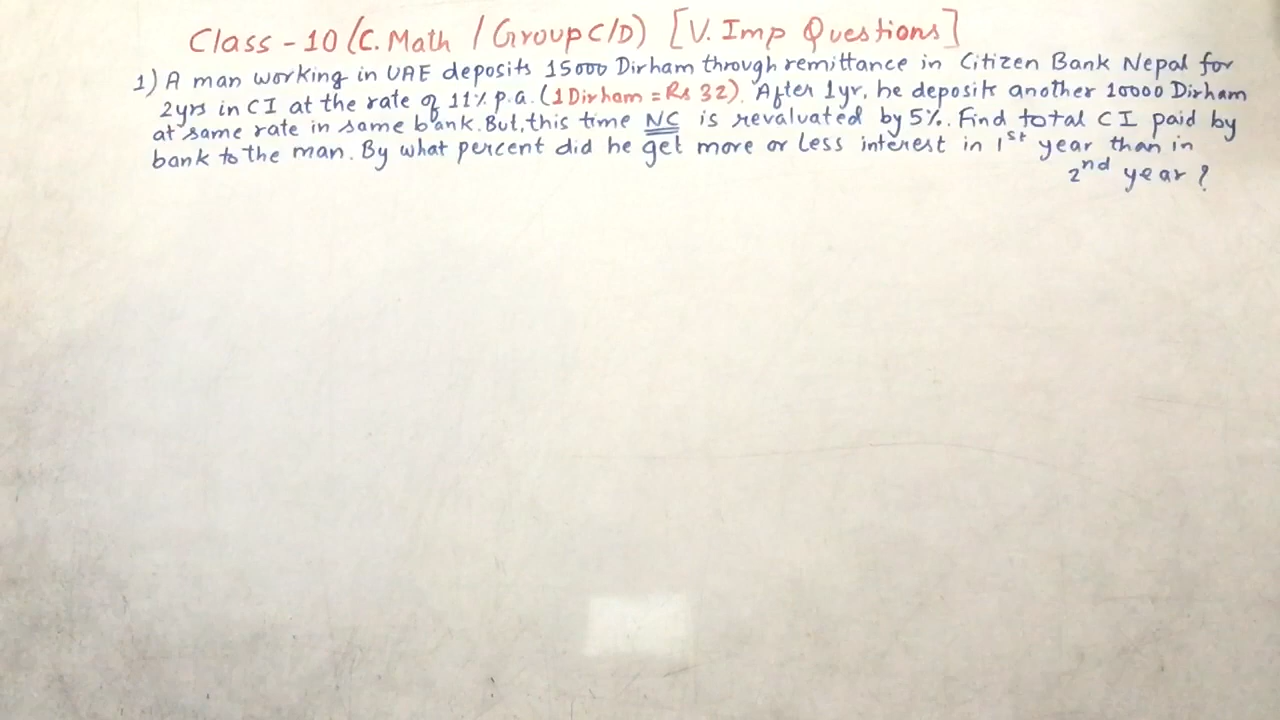 Class - 10 (C. Math / Group C/D) [V. Imp Questions]
1) A man working in UAE deposits 15000 Dirham through remittance in Citizen Bank Nepal for
2yrs in CI at the rate of 11% p.a. (1 Dirham = Rs 32). After 1yr, he deposits another 10000 Dirham
at same rate in same bank. But, this time NC is revaluated by 5%. Find total CI paid by
bank to the man. By what percent did he get more or less interest in 1st year than in
2nd year ?